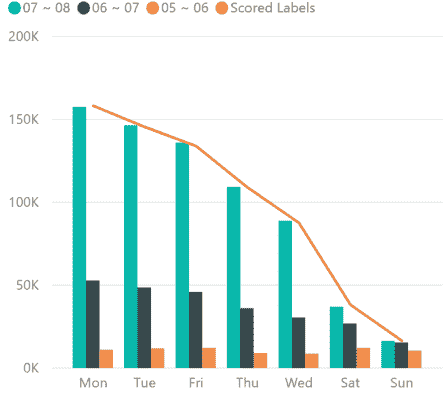 07 ~ 08 06 ~ 07 05 ~ 06 Scored Labels
200K
150K
100K
50K
0K
Mon Tue Fri Thu Wed Sat Sun